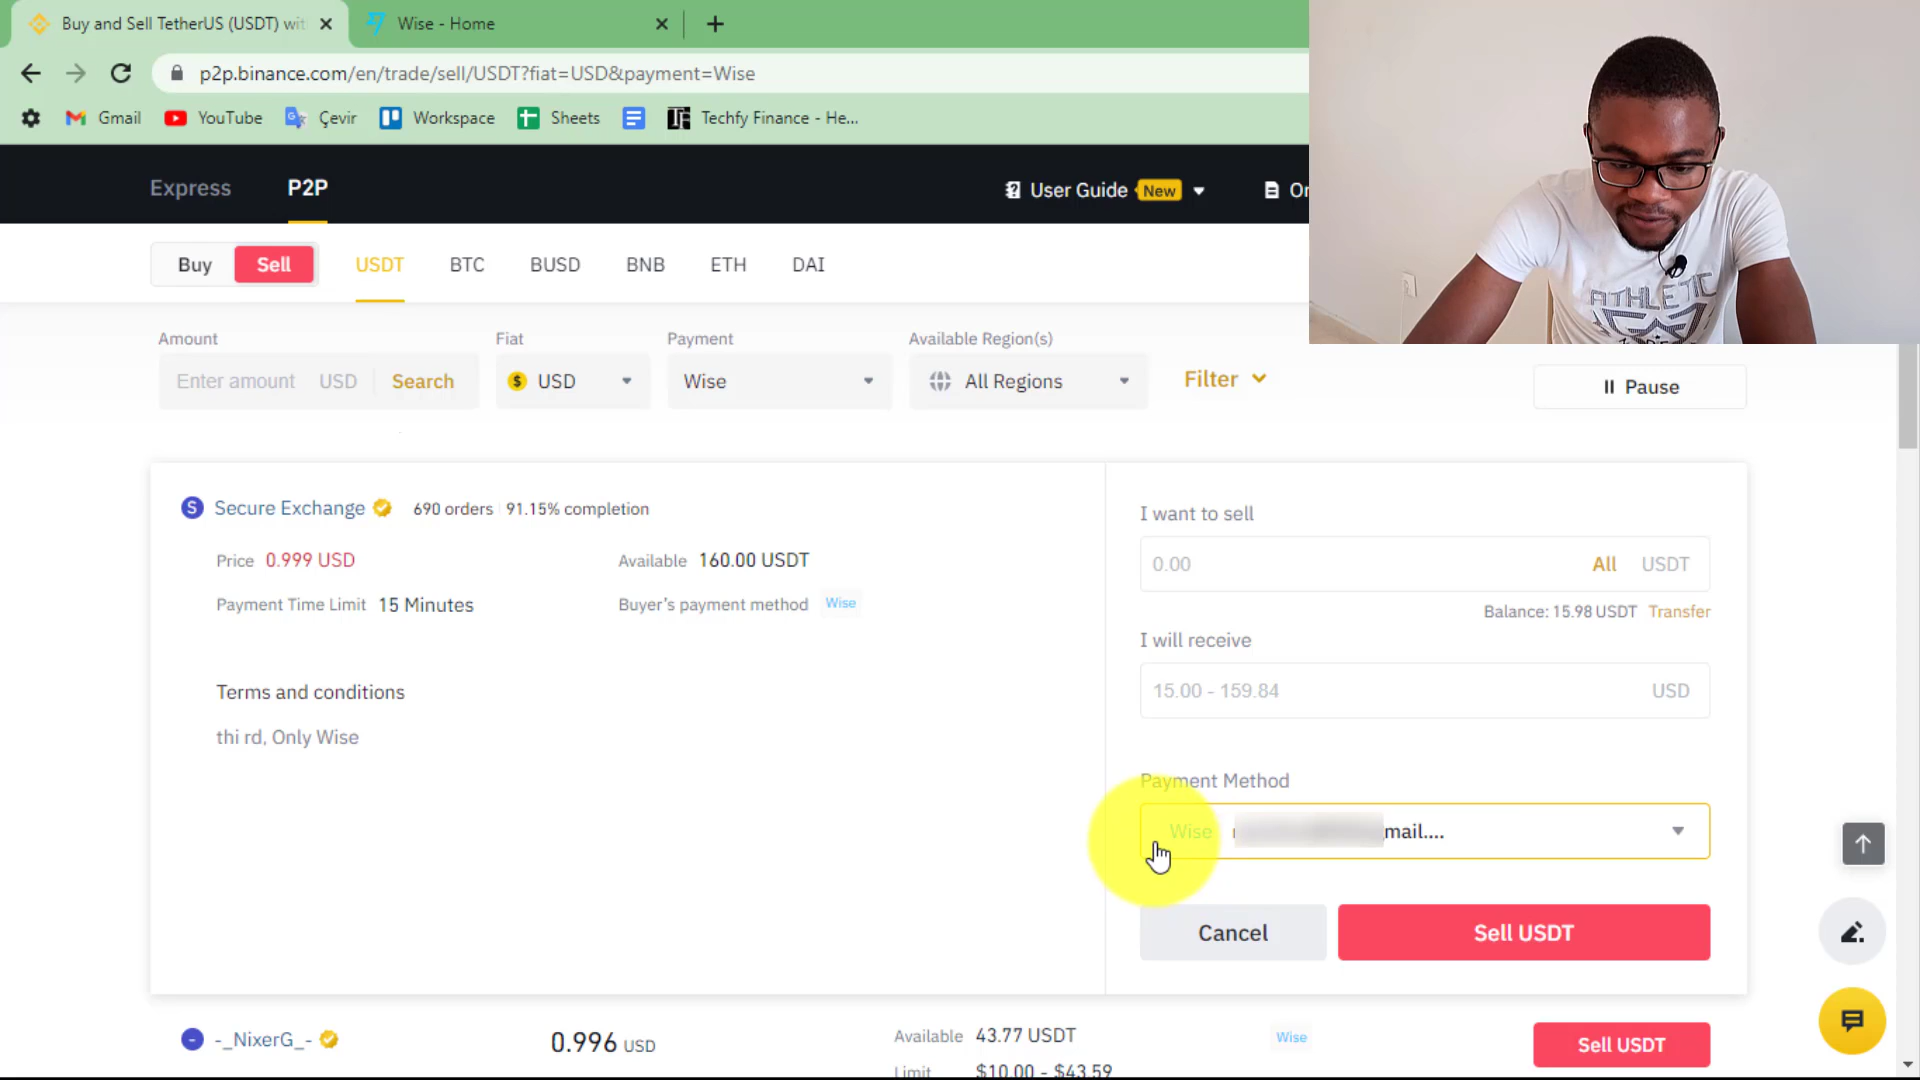 Buy and Sell TetherUS (USDT) wit
Wise - Home
p2p.binance.com/en/trade/sell/USDT?fiat=USD&payment=Wise
Gmail YouTube Çevir Workspace Sheets Techfy Finance - He...
Express P2P User Guide New Or
Buy Sell USDT BTC BUSD BNB ETH DAI
Amount Fiat Payment Available Region(s)
Enter amount USD Search USD Wise All Regions Filter Pause
S Secure Exchange 690 orders 91.15% completion
Price 0.999 USD Available 160.00 USDT
Payment Time Limit 15 Minutes Buyer's payment method Wise
Terms and conditions
thi rd, Only Wise
I want to sell
0.00 All USDT
Balance: 15.98 USDT Transfer
I will receive
15.00 - 159.84 USD
Payment Method
Wise mail....
Cancel Sell USDT
-_NixerG_- 0.996 USD Available 43.77 USDT Wise Sell USDT
Limit $10.00 - $43.59
ATHLETIC